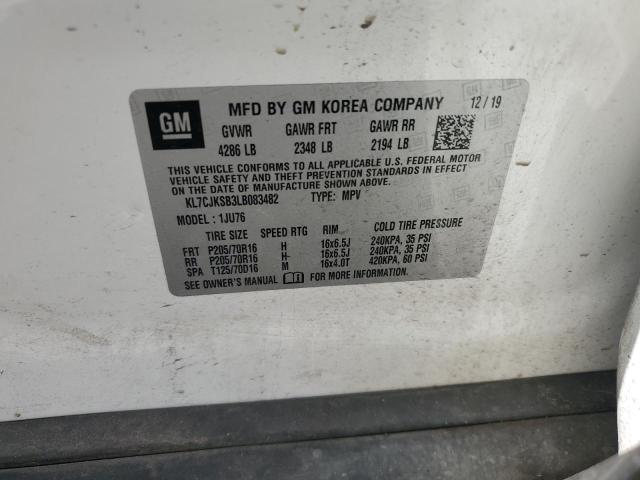 GM
MFD BY GM KOREA COMPANY 12/19
GVWR GAWR FRT GAWR RR
4286 LB 2348 LB 2194 LB
THIS VEHICLE CONFORMS TO ALL APPLICABLE U.S. FEDERAL MOTOR
VEHICLE SAFETY AND THEFT PREVENTION STANDARDS IN EFFECT
ON THE DATE OF MANUFACTURE SHOWN ABOVE.
KL7CJKSB3LB083482 TYPE: MPV
MODEL: 1JU76
TIRE SIZE SPEED RTG RIM COLD TIRE PRESSURE
FRT P205/70R16 H 16x6.5J 240KPA, 35 PSI
RR P205/70R16 H- 16x6.5J 240KPA, 35 PSI
SPA T125/70D16 M 16x4.0T 420KPA, 60 PSI
SEE OWNER'S MANUAL FOR MORE INFORMATION.